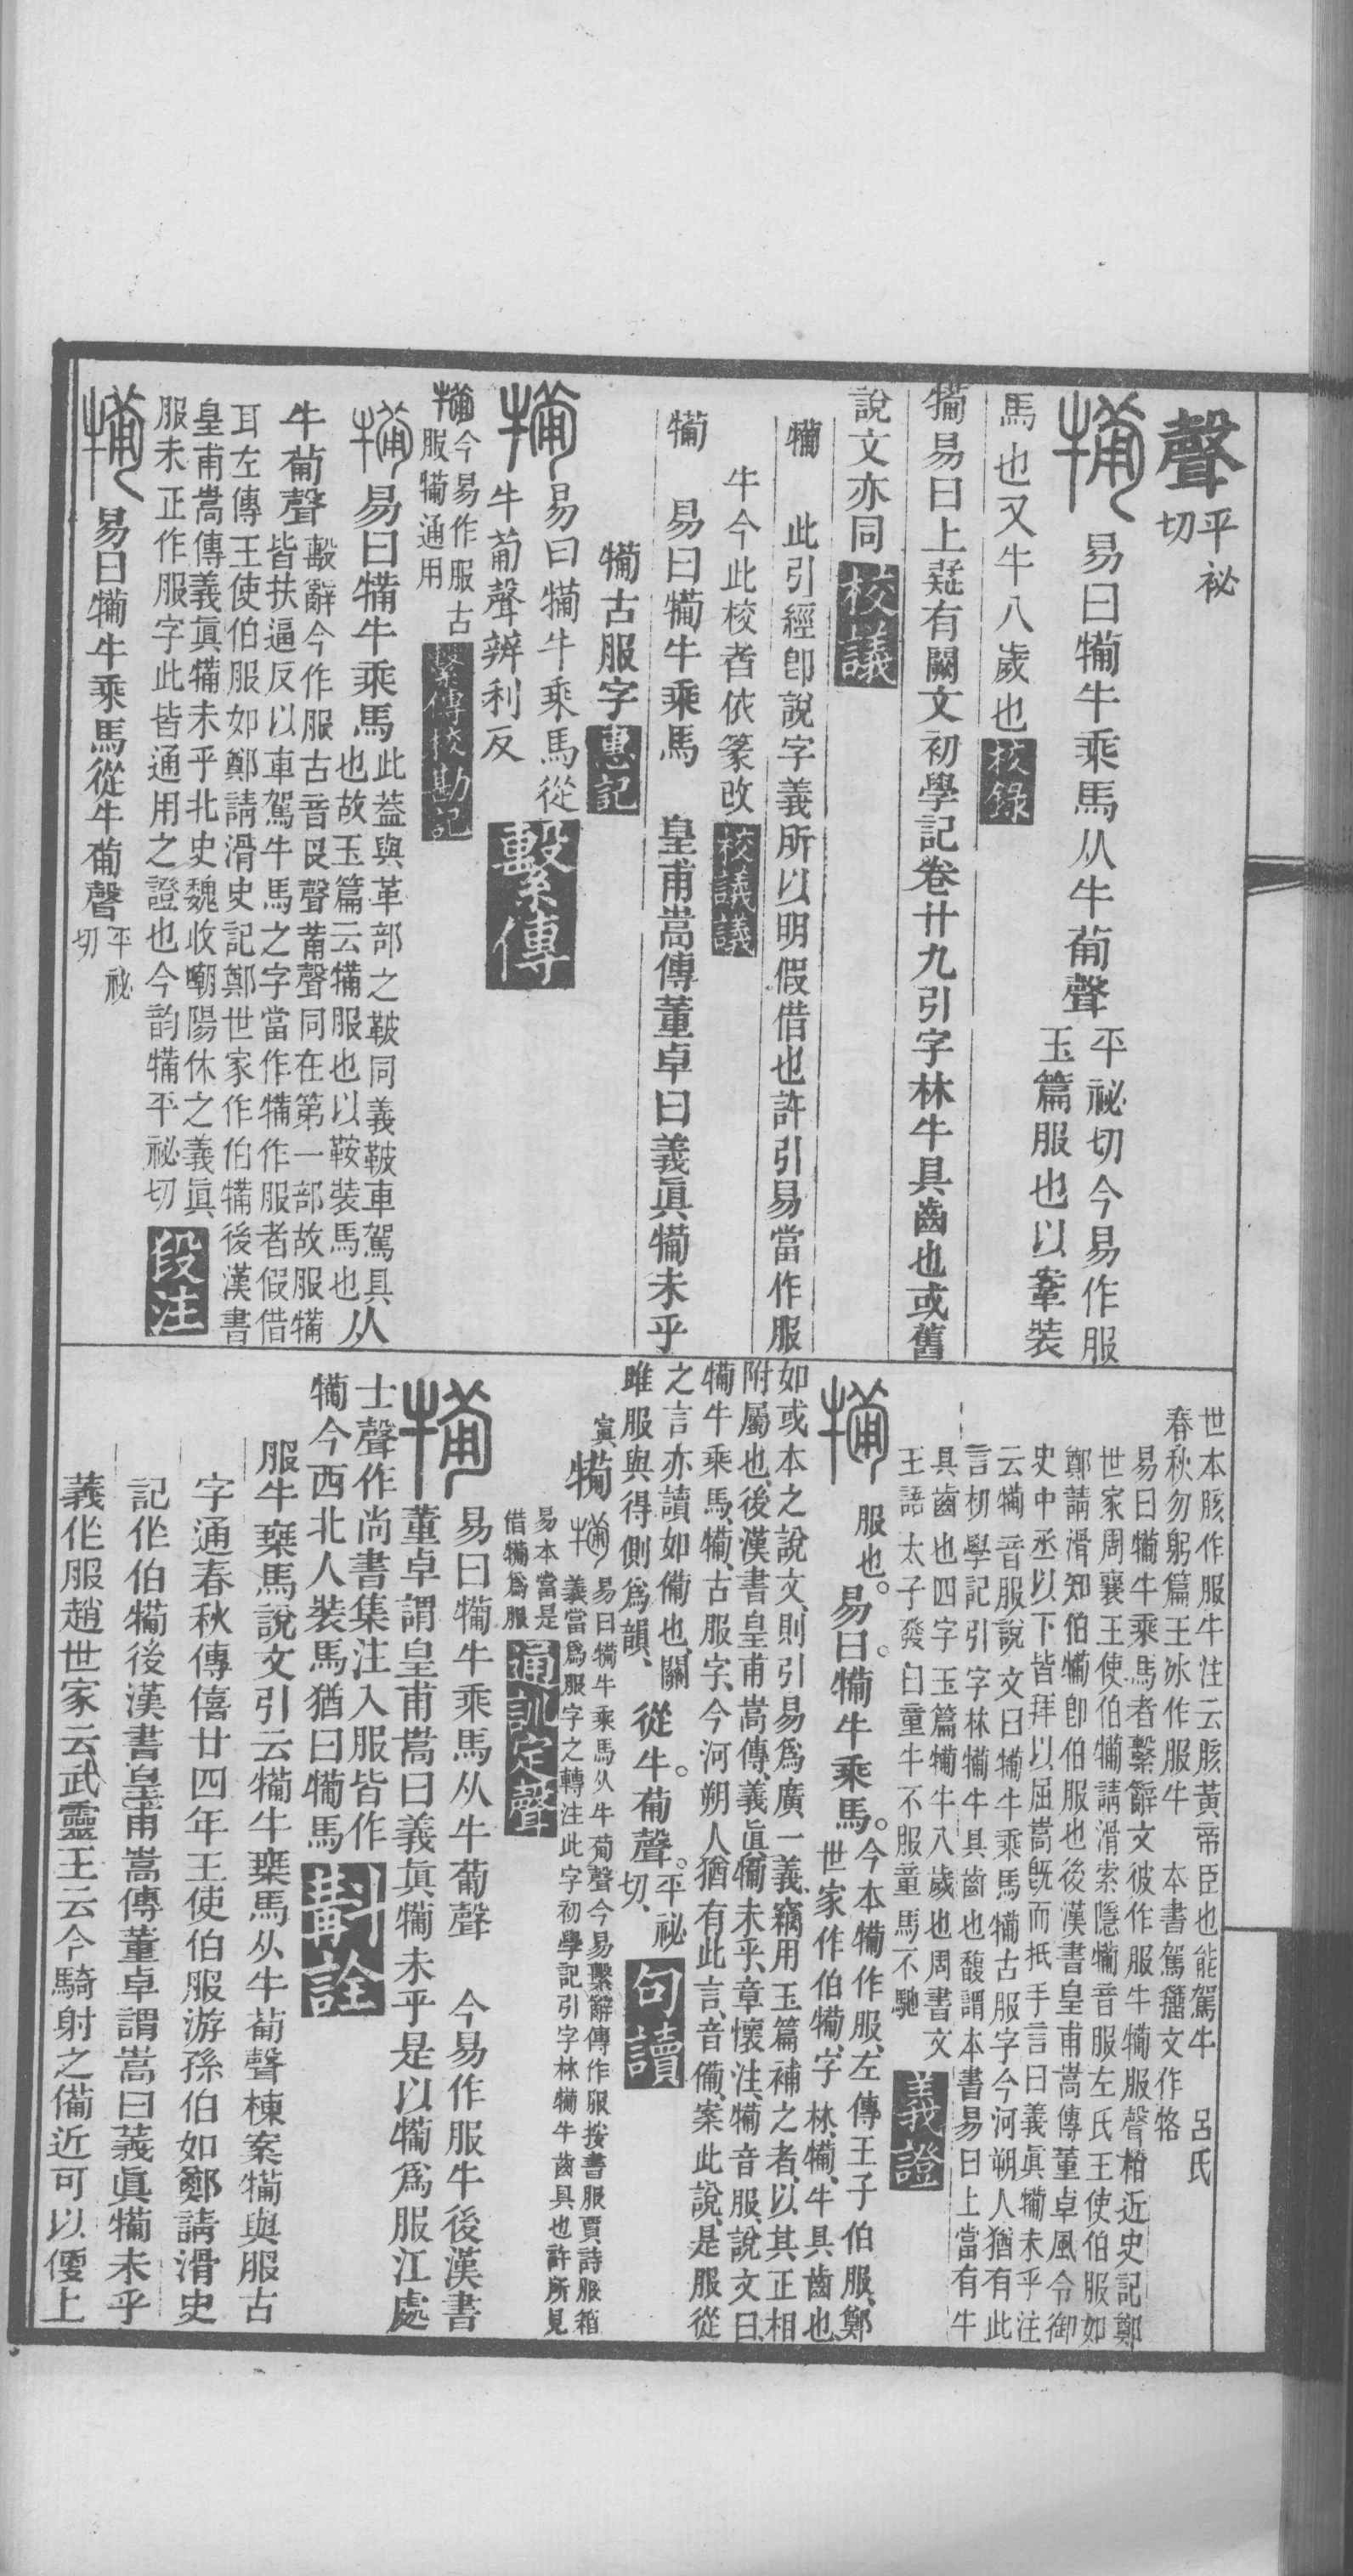 聲
平祕
切
易曰犕牛乘馬从牛𤰈聲
平祕切今易作服
玉篇服也以鞌裝
馬也又牛八歲也校錄
犕易曰上疑有闕文初學記卷廿九引字林牛具齒也或舊
說文亦同校議
犕 此引經卽說字義所以明假借也許引易當作服
牛今此校者依篆改校議議
犕 易曰犕牛乘馬 皇甫嵩傳董卓曰義眞犕未乎
犕古服字惠記
易曰犕牛乘馬從
牛𤰈聲辨利反
繫傳
犕今易作服古
服犕通用
繫傳校勘記
易曰犕牛乘馬
此葢與革部之鞁同義鞁車駕具
也故玉篇云犕服也以鞍裝馬也
从
牛𤰈聲
毄辭今作服古音𠬝聲𤰈聲同在第一部故服犕
皆扶逼反以車駕牛馬之字當作犕作服者假借
耳左傳王使伯服如鄭請滑史記鄭世家作伯犕後漢書
皇甫嵩傳義眞犕未乎北史魏收嘲陽休之義眞
服未正作服字此皆通用之證也今韵犕平祕切段注
易曰犕牛乘馬從牛𤰈聲
平祕
切
世本胲作服牛注云胲黃帝臣也能駕牛 呂氏
春秋勿躬篇王冰作服牛 本書駕籒文作𤙑
易曰犕牛乘馬者繫辭文彼作服牛犕服聲相近史記鄭
世家周襄王使伯犕請滑索隱犕音服左氏王使伯服如
鄭請滑知伯犕卽伯服也後漢書皇甫嵩傳董卓風令御
史中丞以下皆拜以屈嵩旣而抵手言曰義眞犕未乎注
云犕音服說文曰犕牛乘馬犕古服字今河朔人猶有此
言初學記引字林犕牛具齒也馥謂本書易曰上當有牛
具齒也四字玉篇犕牛八歲也周書文
王語太子發曰童牛不服童馬不馳義證
服也。易曰。犕牛乘馬。
今本犕作服、左傳王子伯服、鄭
世家作伯犕、字林、犕、牛具齒也、
如或本之說文、則引易爲廣一義、竊用玉篇補之者、以其正相
附屬也、後漢書皇甫嵩傳、義眞犕未乎、章懷注、犕音服、說文曰、
犕牛乘馬、犕、古服字、今河朔人猶有此言、音備、案此說、是服從
之言亦讀如備也、關
雎服與得側爲韻、
從牛。𤰈聲。
平祕
切、
句讀
寘犕
易曰犕牛乘馬从牛𤰈聲今易繫辭傳作服按書服賈詩服箱
義當爲服字之轉注此字初學記引字林犕牛齒具也許所見
易本當是
借犕爲服
通訓定聲
易曰犕牛乘馬从牛𤰈聲 今易作服牛後漢書
董卓謂皇甫嵩曰義眞犕未乎是以犕爲服江處
士聲作尚書集注入服皆作
犕今西北人裝馬猶曰犕馬
斠詮
服牛椉馬說文引云犕牛椉馬从牛𤰈聲棟案犕與服古
字通春秋傳僖廿四年王使伯服游孫伯如鄭請滑史
記作伯犕後漢書皇甫嵩傳董卓謂嵩曰義眞犕未乎
義作服趙世家云武靈王云今騎射之備近可以便上